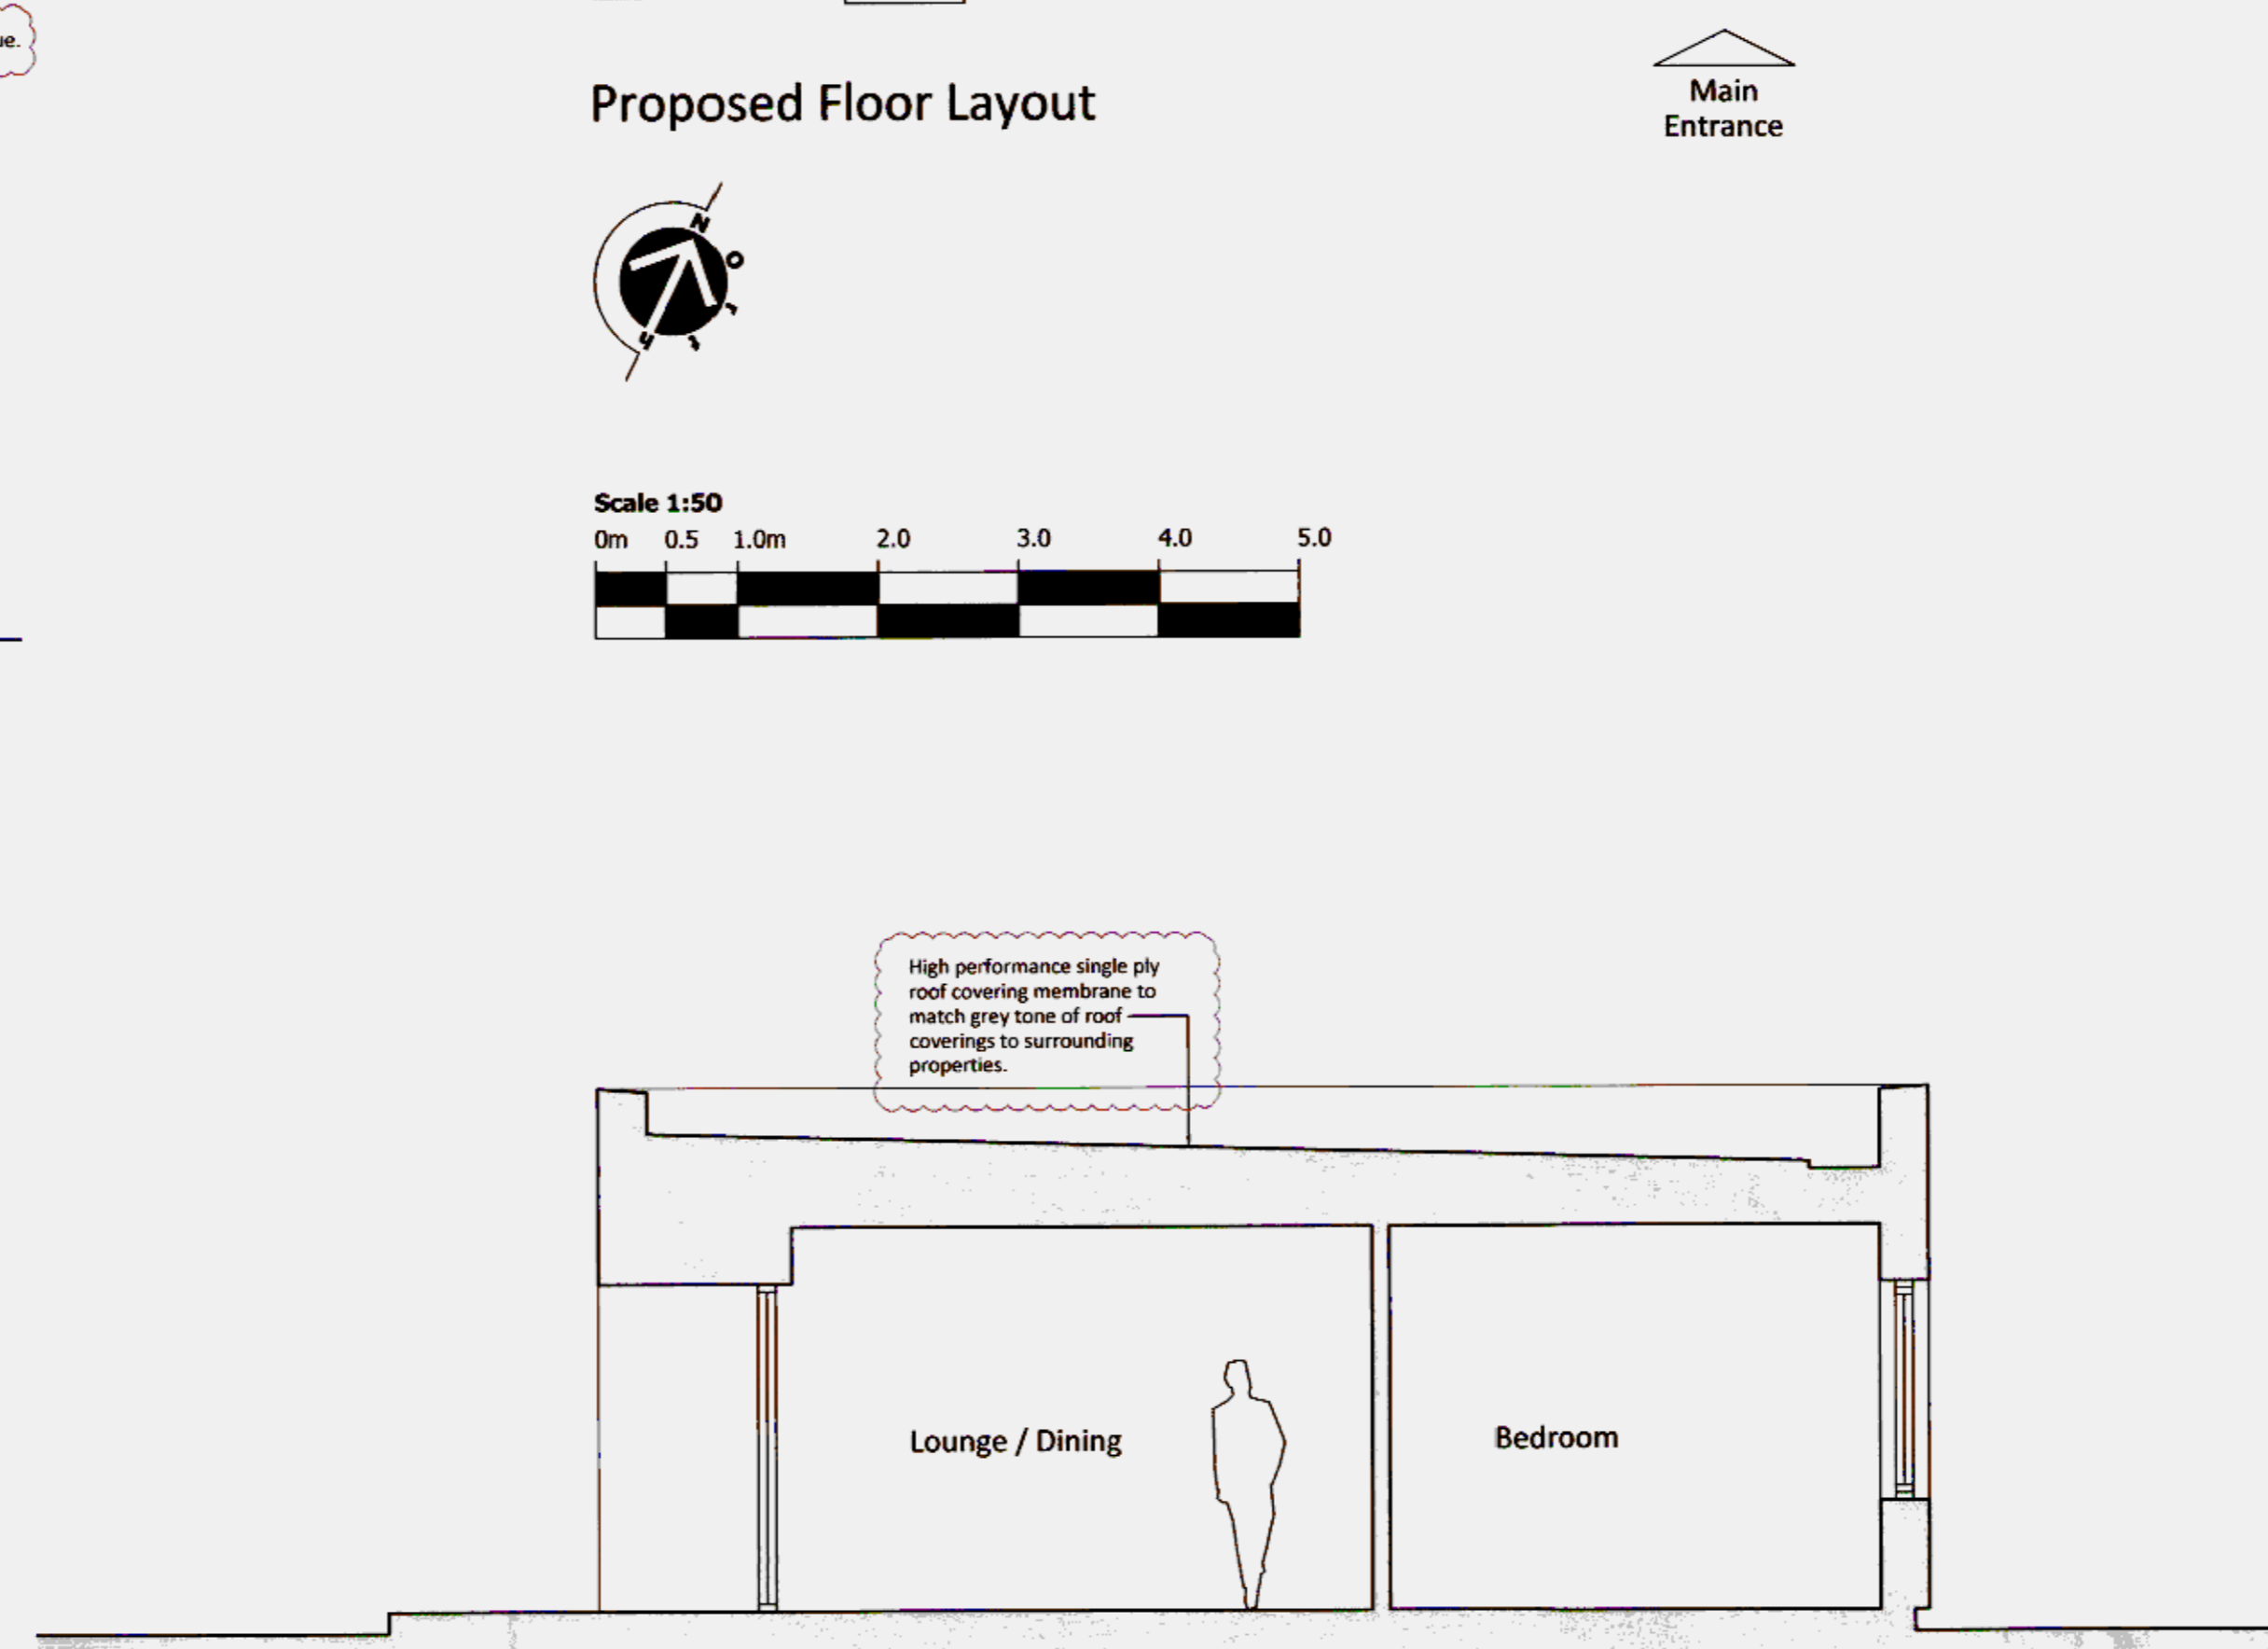 ue.
Proposed Floor Layout
Main
Entrance
N
Scale 1:50
0m 0.5 1.0m 2.0 3.0 4.0 5.0
High performance single ply
roof covering membrane to
match grey tone of roof
coverings to surrounding
properties.
Lounge / Dining
Bedroom